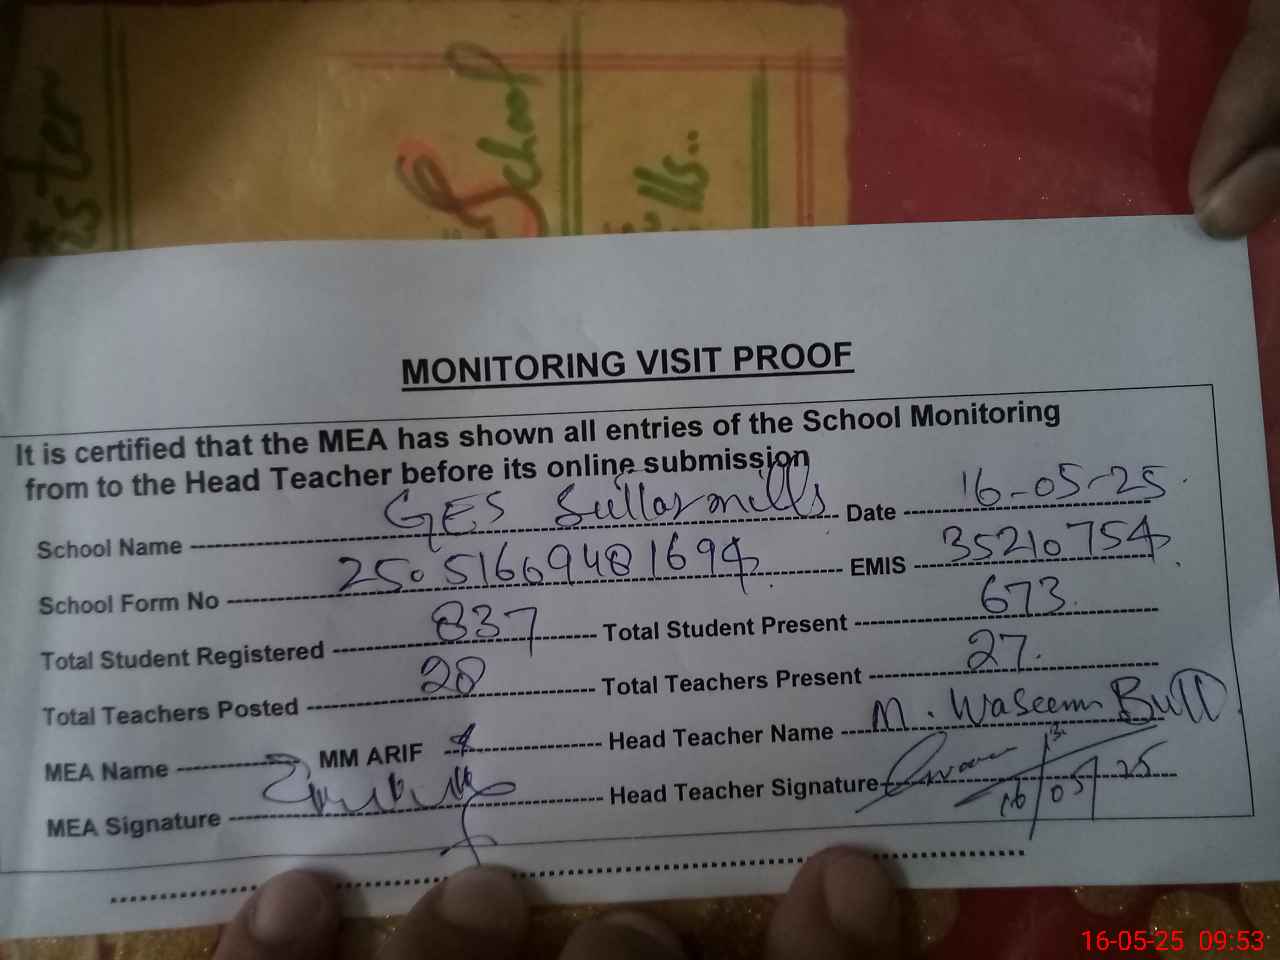 School
MONITORING VISIT PROOF
It is certified that the MEA has shown all entries of the School Monitoring
from to the Head Teacher before its online submission
School Name GES Sullar mills Date 16-05-25
School Form No 25051669481694 EMIS 35210754
Total Student Registered 837 Total Student Present 673
Total Teachers Posted 28 Total Teachers Present 27
MEA Name MM ARIF Head Teacher Name M. Waseem Butt
MEA Signature Head Teacher Signature 16/05/25
16-05-25 09:53